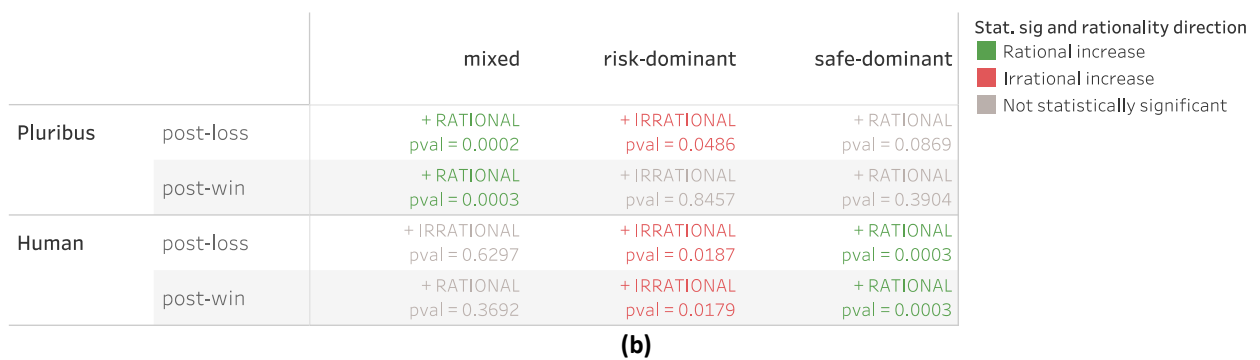 mixed risk-dominant safe-dominant
Stat. sig and rationality direction
Rational increase
Irrational increase
Not statistically significant
Pluribus post-loss + RATIONAL + IRRATIONAL + RATIONAL
pval = 0.0002 pval = 0.0486 pval = 0.0869
post-win + RATIONAL + IRRATIONAL + RATIONAL
pval = 0.0003 pval = 0.8457 pval = 0.3904
Human post-loss + IRRATIONAL + IRRATIONAL + RATIONAL
pval = 0.6297 pval = 0.0187 pval = 0.0003
post-win + RATIONAL + IRRATIONAL + RATIONAL
pval = 0.3692 pval = 0.0179 pval = 0.0003
(b)